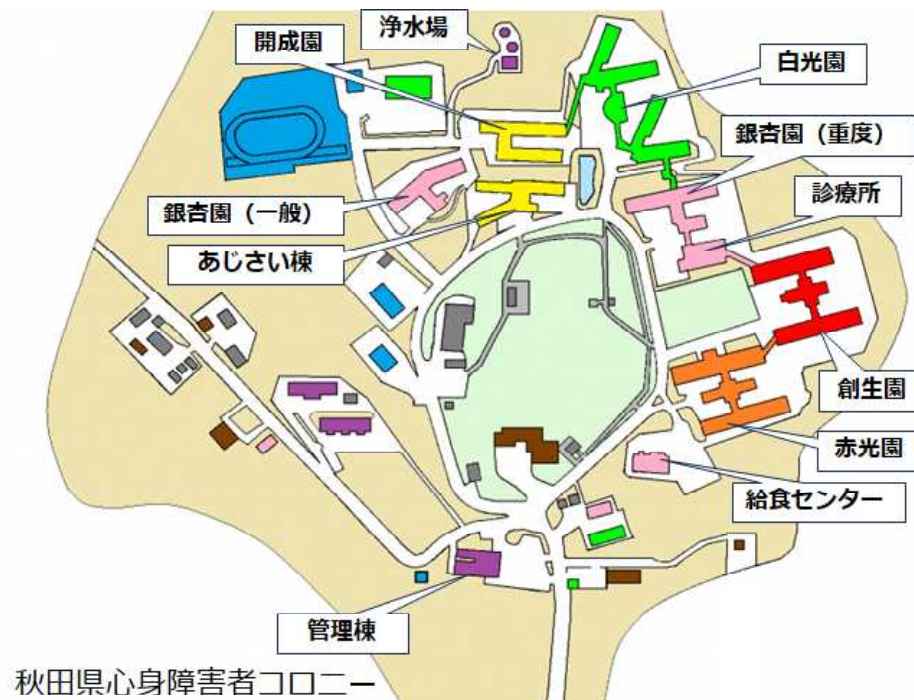 浄水場
開成園
白光園
銀杏園（重度）
診療所
銀杏園（一般）
あじさい棟
創生園
赤光園
給食センター
管理棟
秋田県心身障害者コロニー